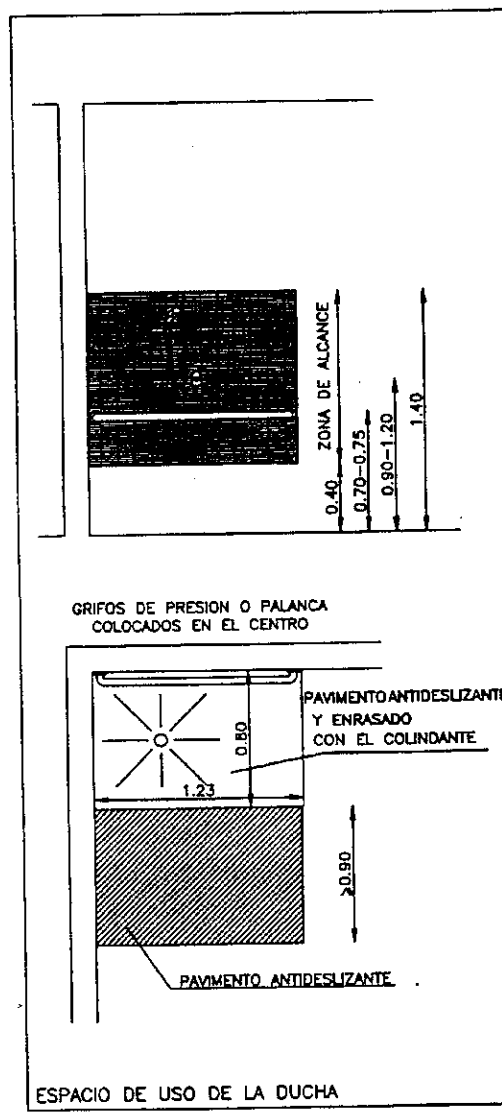 ZONA DE ALCANCE
0.40
0.70-0.75
0.90-1.20
1.40
GRIFOS DE PRESION O PALANCA
COLOCADOS EN EL CENTRO
PAVIMENTO ANTIDESLIZANTE
Y ENRASADO
CON EL COLINDANTE
0.80
1.23
≥0.90
PAVIMENTO ANTIDESLIZANTE
ESPACIO DE USO DE LA DUCHA